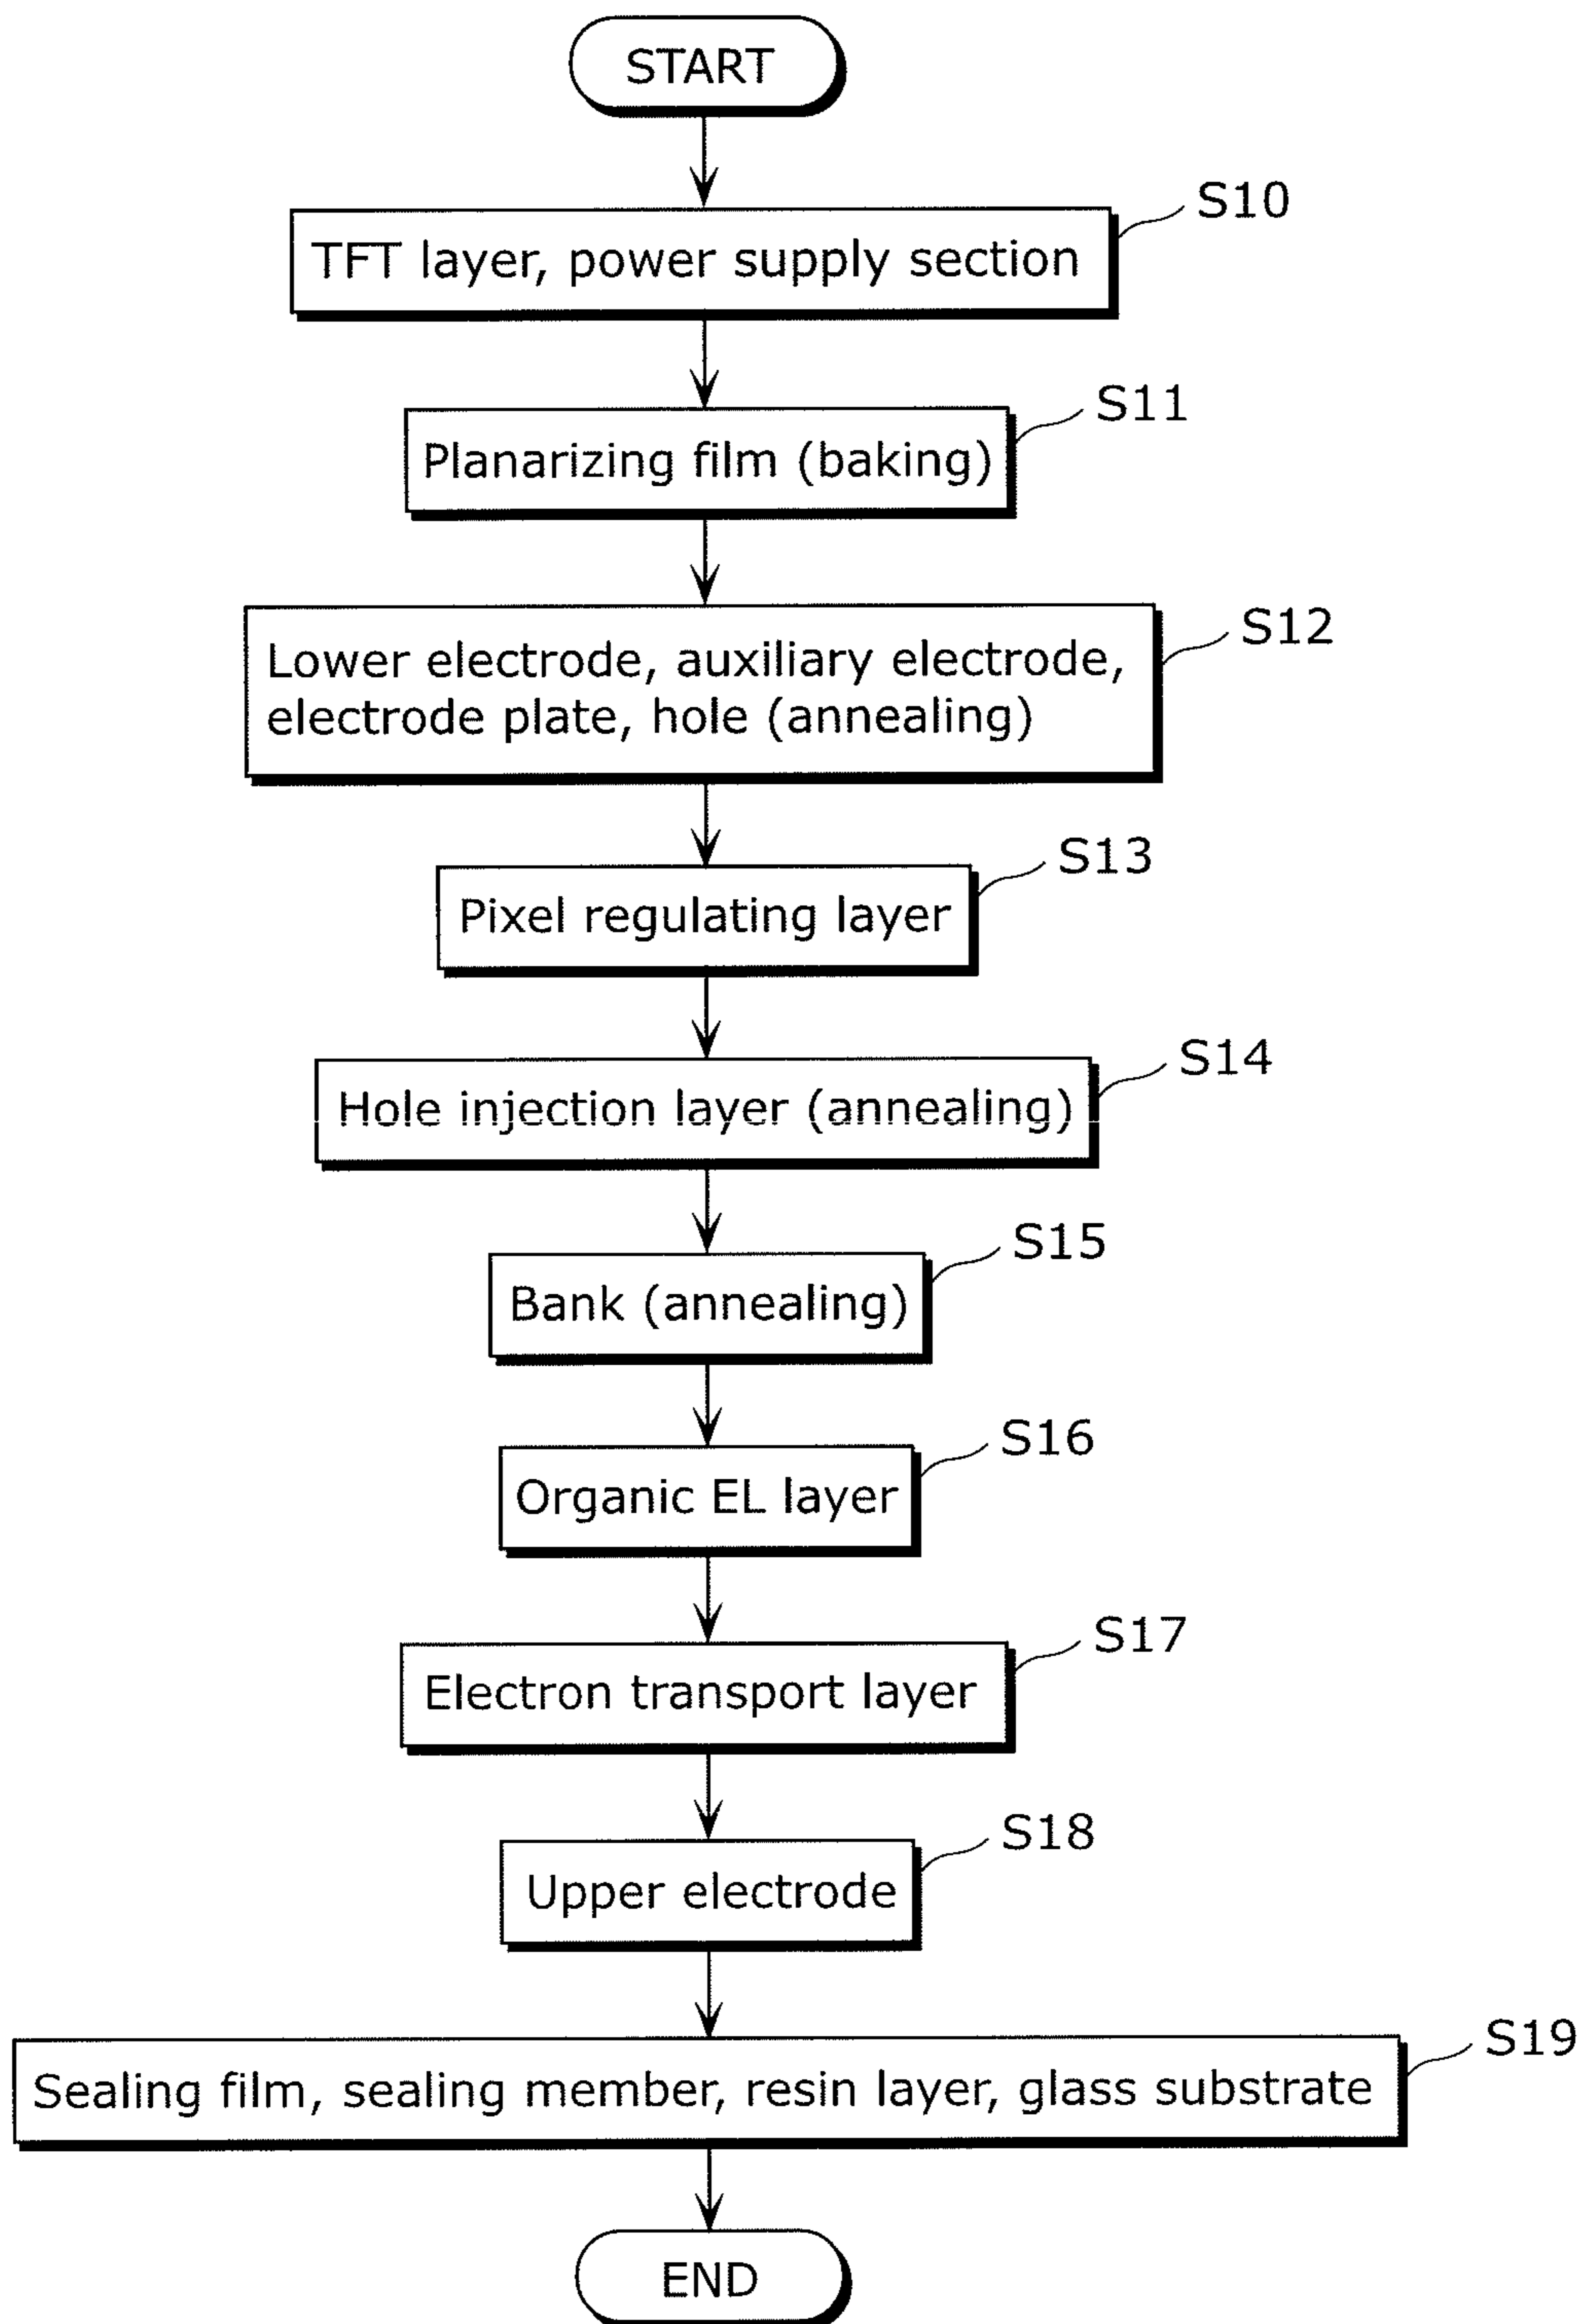 START
S10
TFT layer, power supply section
S11
Planarizing film (baking)
S12
Lower electrode, auxiliary electrode,
electrode plate, hole (annealing)
S13
Pixel regulating layer
S14
Hole injection layer (annealing)
S15
Bank (annealing)
S16
Organic EL layer
S17
Electron transport layer
S18
Upper electrode
S19
Sealing film, sealing member, resin layer, glass substrate
END